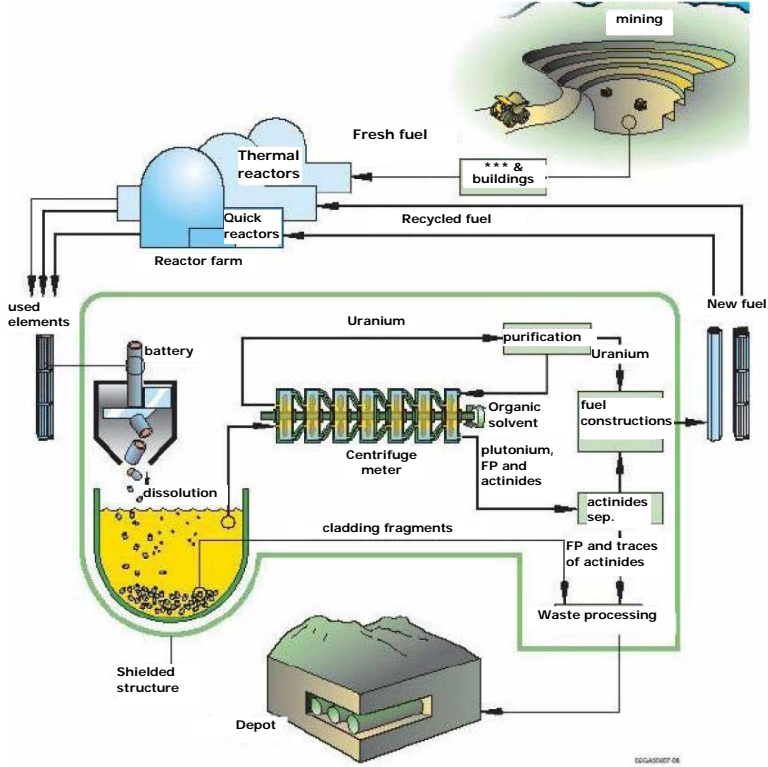 mining
Fresh fuel
*** &
buildings
Thermal
reactors
Quick
reactors
Recycled fuel
Reactor farm
used
elements
New fuel
Uranium
battery
purification
Uranium
Organic
solvent
fuel
constructions
Centrifuge
meter
plutonium,
FP and
actinides
dissolution
actinides
sep.
cladding fragments
FP and traces
of actinides
Waste processing
Shielded
structure
Depot